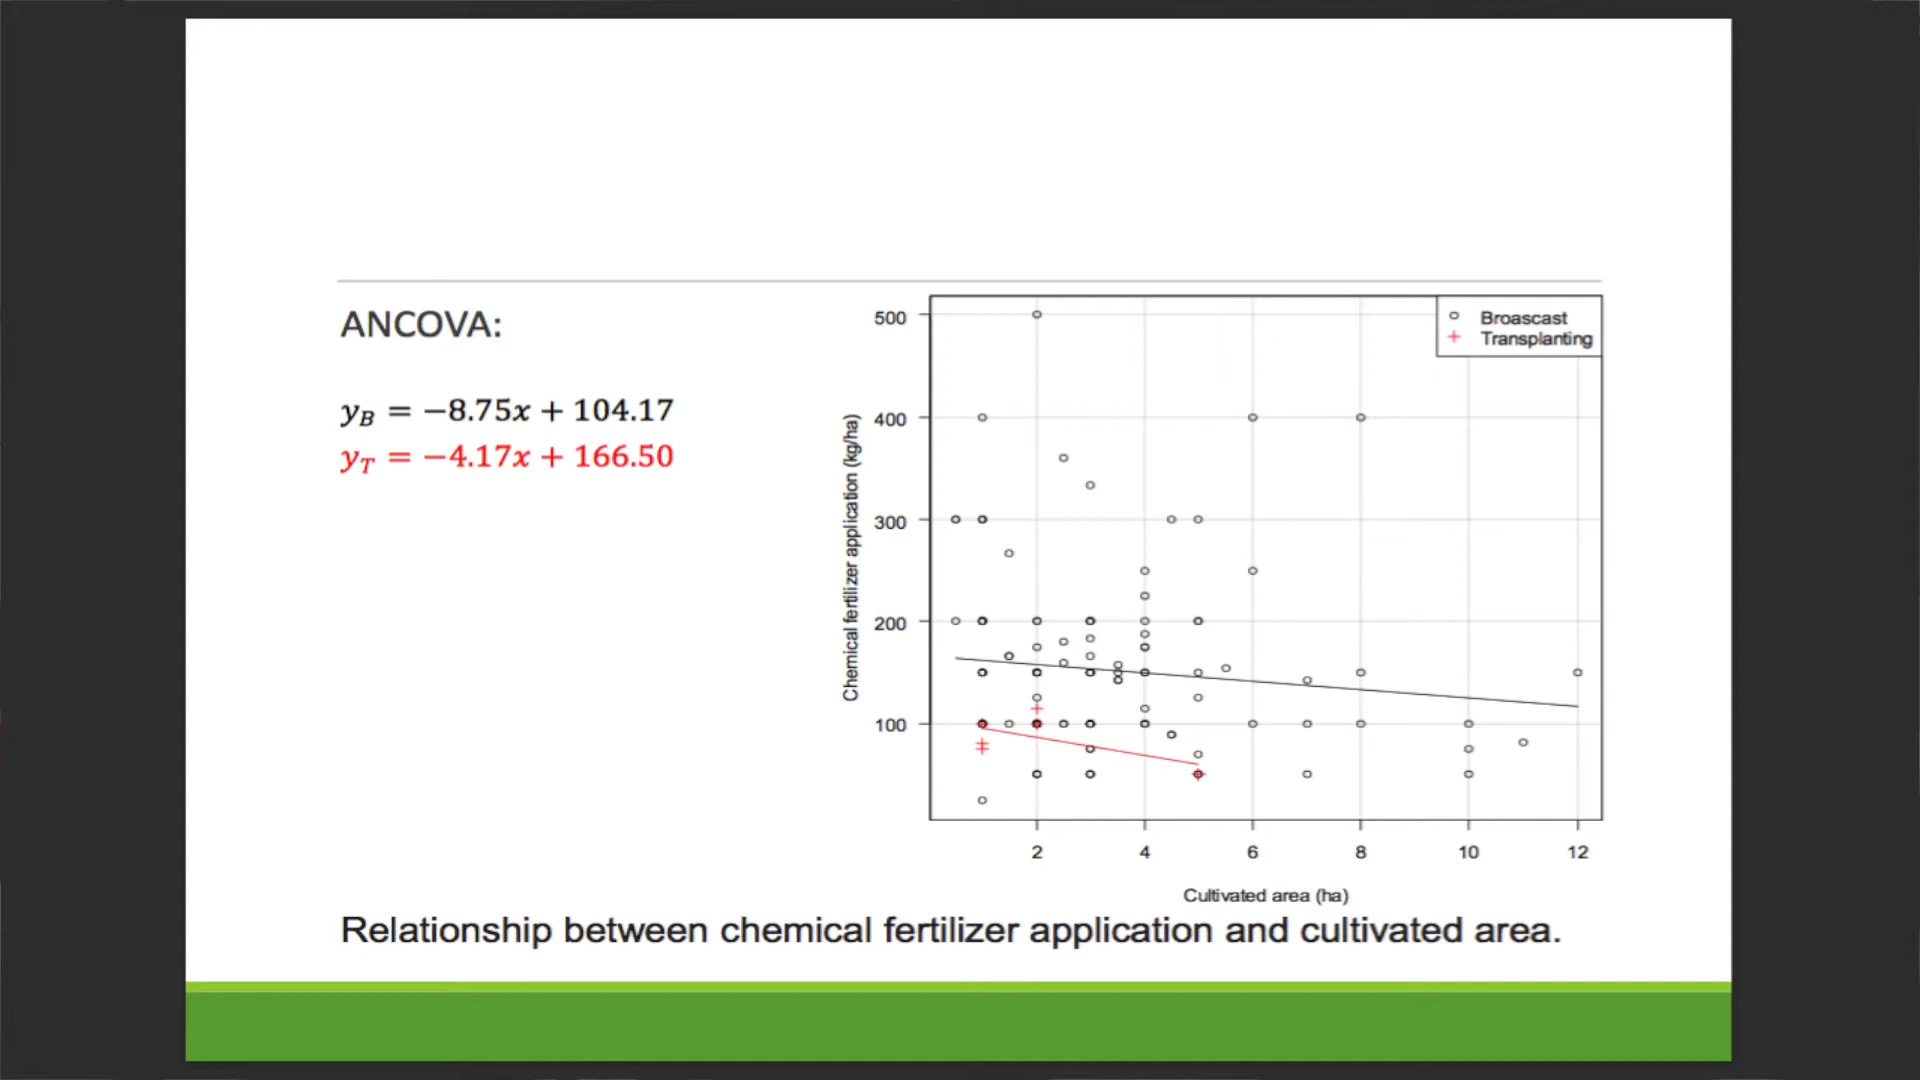 ANCOVA:
y_B = −8.75x + 104.17
y_T = −4.17x + 166.50
Chemical fertilizer application (kg/ha)
500
400
300
200
100
Broascast
Transplanting
2 4 6 8 10 12
Cultivated area (ha)
Relationship between chemical fertilizer application and cultivated area.